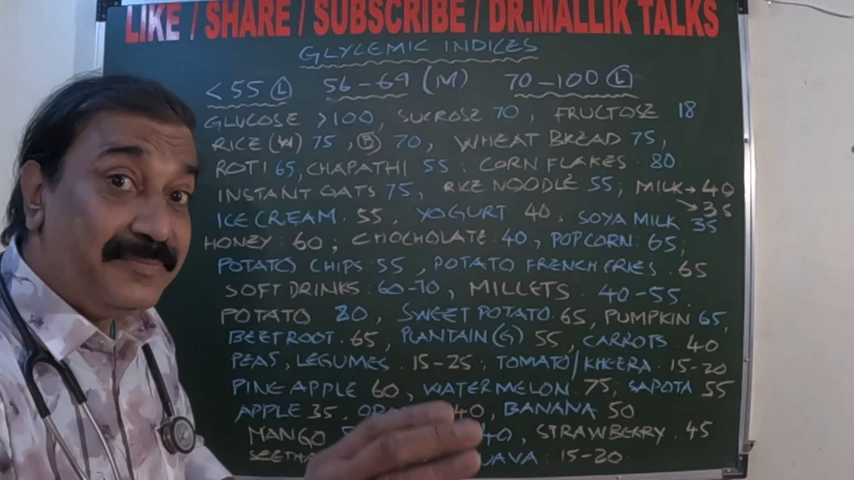 LIKE / SHARE / SUBSCRIBE / DR.MALLIK TALKS
GLYCEMIC INDICES
<55 (L) 56-69 (M) 70-100 (L)
GLUCOSE >100, SUCROSE 70, FRUCTOSE 18
RICE (W) 75, (B) 70, WHEAT BREAD 75,
ROTI 65, CHAPATHI 55. CORN FLAKES. 80.
INSTANT OATS 75, RICE NOODLE 55, MILK→40
→35
ICE CREAM. 55, YOGURT 40, SOYA MILK 35
HONEY: 60; CHOCHOLATE. 40, POPCORN: 65;
POTATO CHIPS 55, POTATO FRENCH FRIES. 65
SOFT DRINKS: 60-70, MILLETS. 40-55.
POTATO 80, SWEET POTATO. 65, PUMPKIN 65,
BEETROOT. 65, PLANTAIN (G) 55, CARROTS. 40
PEAS, LEGUMES. 15-25; TOMATO/KHEERA. 15-20
PINEAPPLE 60, WATERMELON. 75; SAPOTA 55
APPLE 35. 40, BANANA 50
MANGO 40, STRAWBERRY. 45
15-20